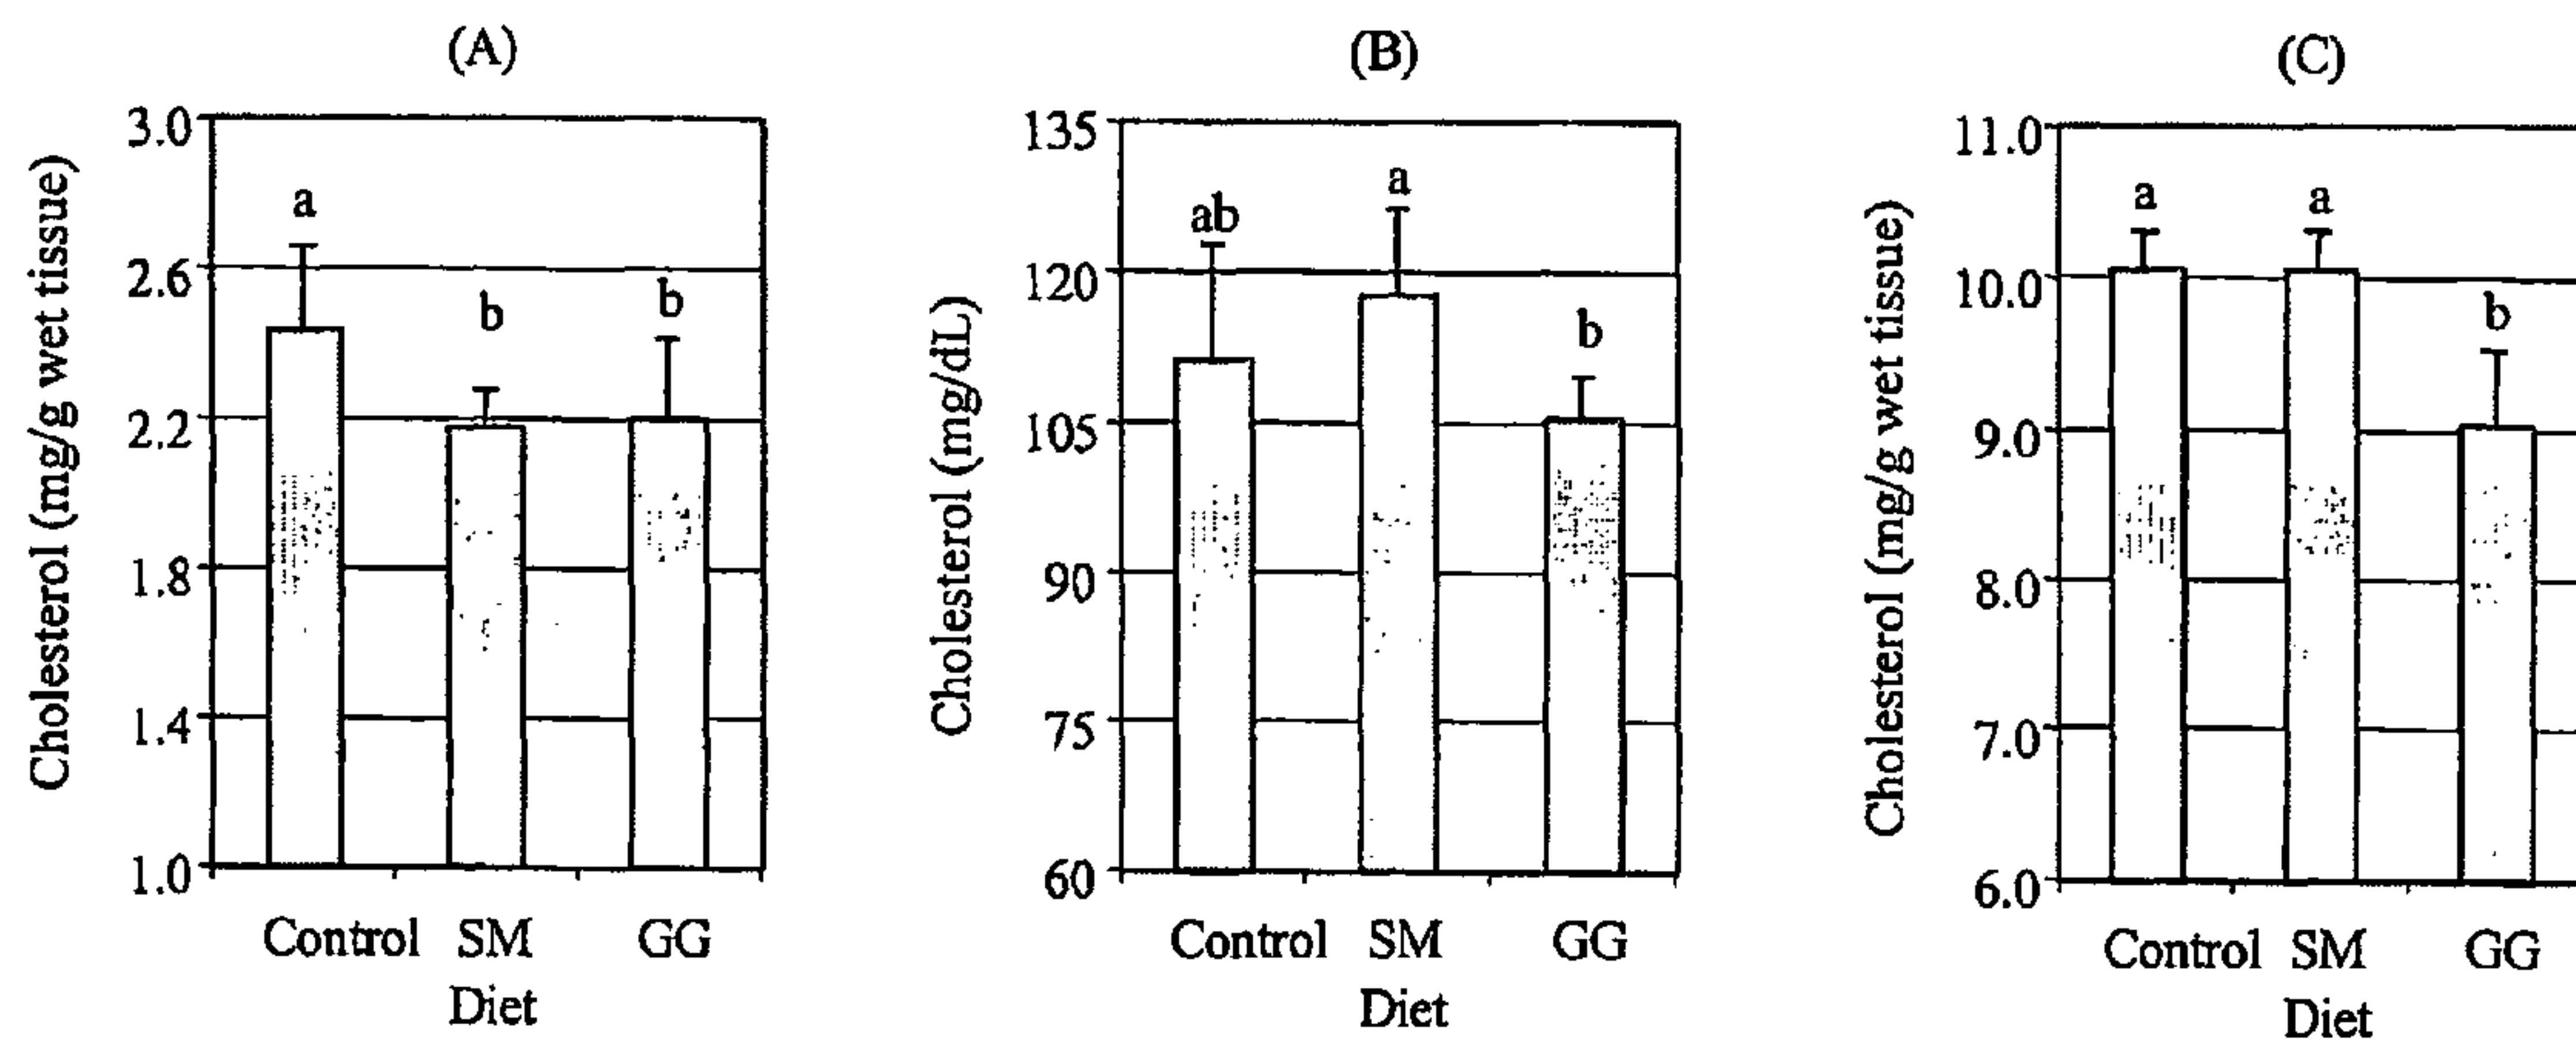 (A)
Cholesterol (mg/g wet tissue)
3.0
2.6
2.2
1.8
1.4
1.0
a
b
b
Control SM GG
Diet
(B)
Cholesterol (mg/dL)
135
120
105
90
75
60
ab
a
b
Control SM GG
Diet
(C)
Cholesterol (mg/g wet tissue)
11.0
10.0
9.0
8.0
7.0
6.0
a
a
b
Control SM GG
Diet